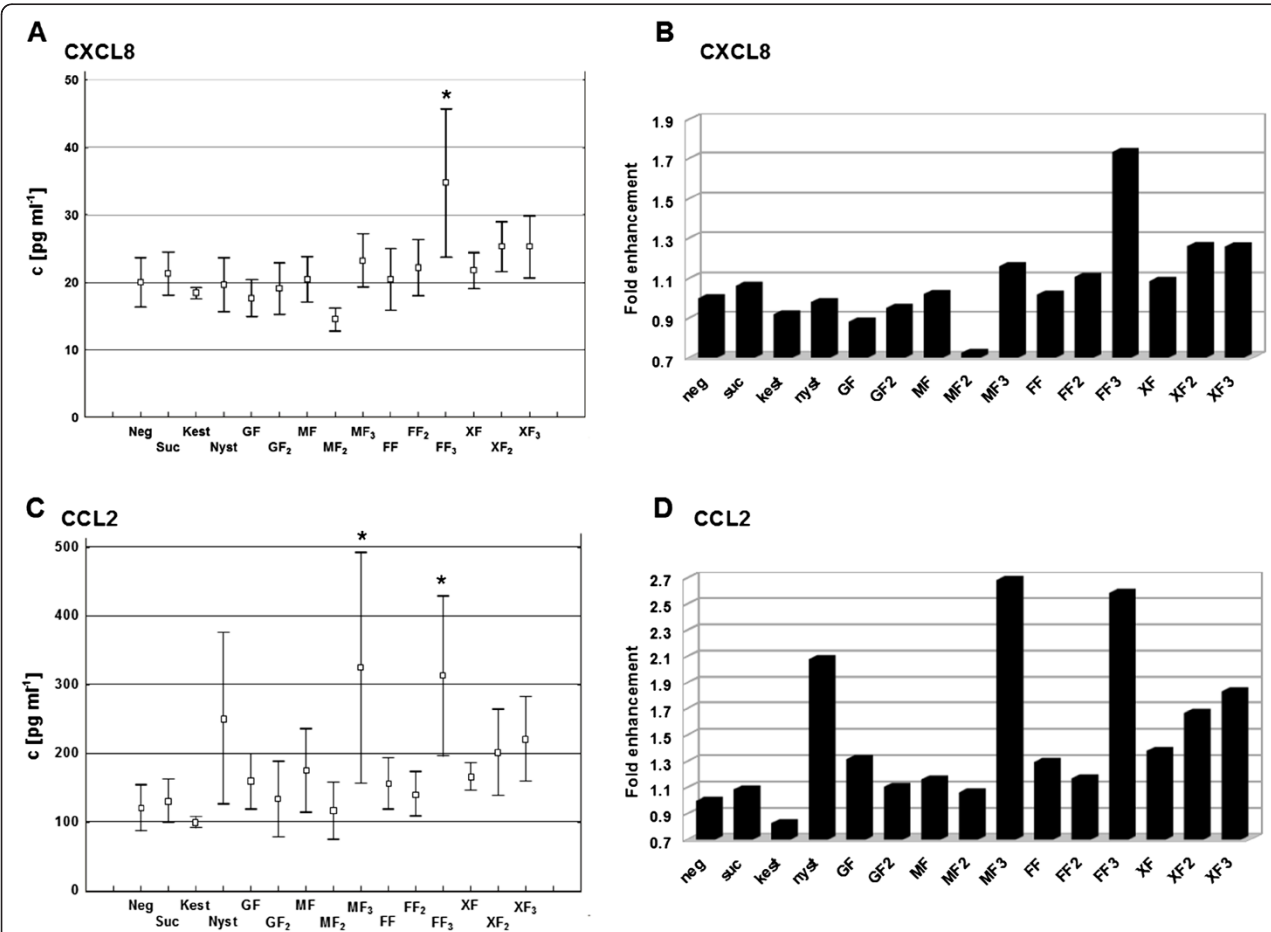 A
CXCL8
50
40
30
20
10
0
c [pg ml⁻¹]
*
Neg Kest GF MF MF₃ FF₂ XF XF₃
Suc Nyst GF₂ MF₂ FF FF₃ XF₂
B
CXCL8
1.9
1.7
1.5
1.3
1.1
0.9
0.7
Fold enhancement
neg suc kest nyst GF GF2 MF MF2 MF3 FF FF2 FF3 XF XF2 XF3
C
CCL2
500
400
300
200
100
0
c [pg ml⁻¹]
* *
Neg Kest GF MF MF₃ FF₂ XF XF₃
Suc Nyst GF₂ MF₂ FF FF₃ XF₂
D
CCL2
2.7
2.5
2.3
2.1
1.9
1.7
1.5
1.3
1.1
0.9
0.7
Fold enhancement
neg suc kest nyst GF GF2 MF MF2 MF3 FF FF2 FF3 XF XF2 XF3